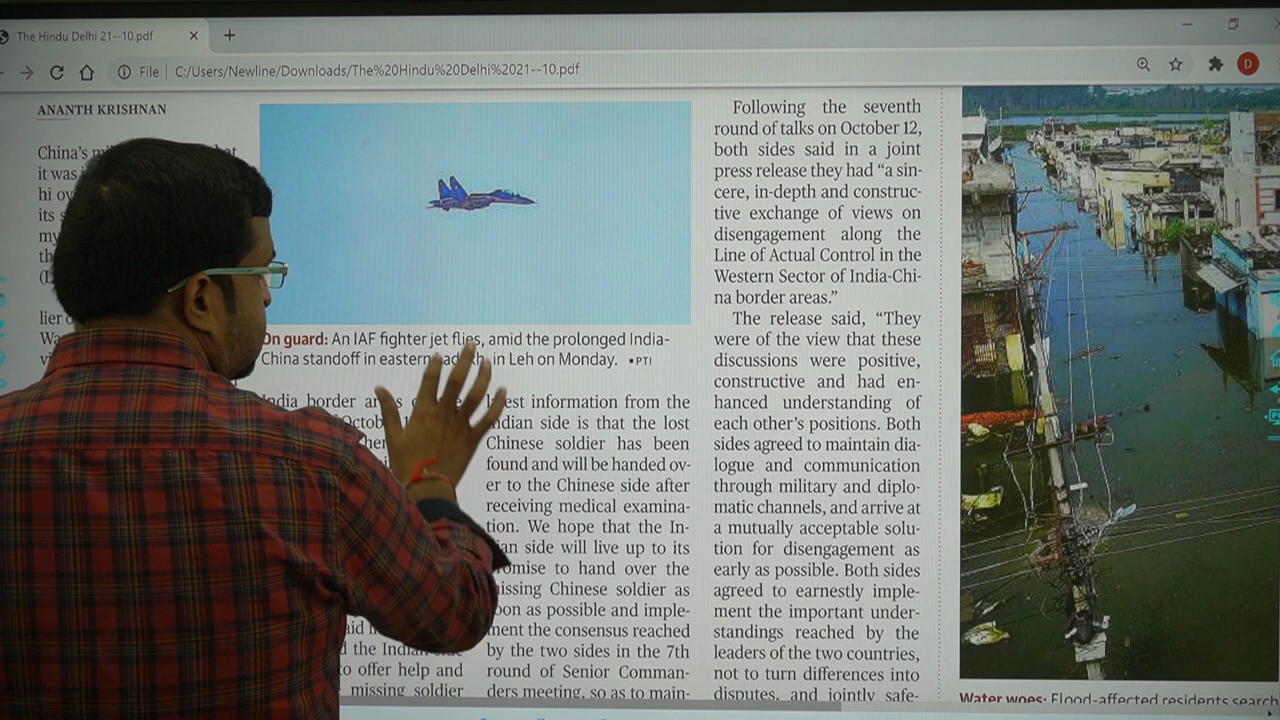 The Hindu Delhi 21--10.pdf
File C:/Users/Newline/Downloads/The%20Hindu%20Delhi%2021--10.pdf
D
ANANTH KRISHNAN
China's
it was
hi
its
lier
On guard: An IAF fighter jet flies, amid the prolonged India-
China standoff in eastern Ladakh, in Leh on Monday. •PTI
India border
the Indian side
to offer help and
missing soldier
latest information from the
Indian side is that the lost
Chinese soldier has been
found and will be handed ov-
er to the Chinese side after
receiving medical examina-
tion. We hope that the In-
dian side will live up to its
promise to hand over the
missing Chinese soldier as
soon as possible and imple-
ment the consensus reached
by the two sides in the 7th
round of Senior Comman-
ders meeting, so as to main-
Following the seventh
round of talks on October 12,
both sides said in a joint
press release they had “a sin-
cere, in-depth and construc-
tive exchange of views on
disengagement along the
Line of Actual Control in the
Western Sector of India-Chi-
na border areas.”
The release said, “They
were of the view that these
discussions were positive,
constructive and had en-
hanced understanding of
each other's positions. Both
sides agreed to maintain dia-
logue and communication
through military and diplo-
matic channels, and arrive at
a mutually acceptable solu-
tion for disengagement as
early as possible. Both sides
agreed to earnestly imple-
ment the important under-
standings reached by the
leaders of the two countries,
not to turn differences into
disputes, and jointly safe-
Water woes: Flood-affected residents search